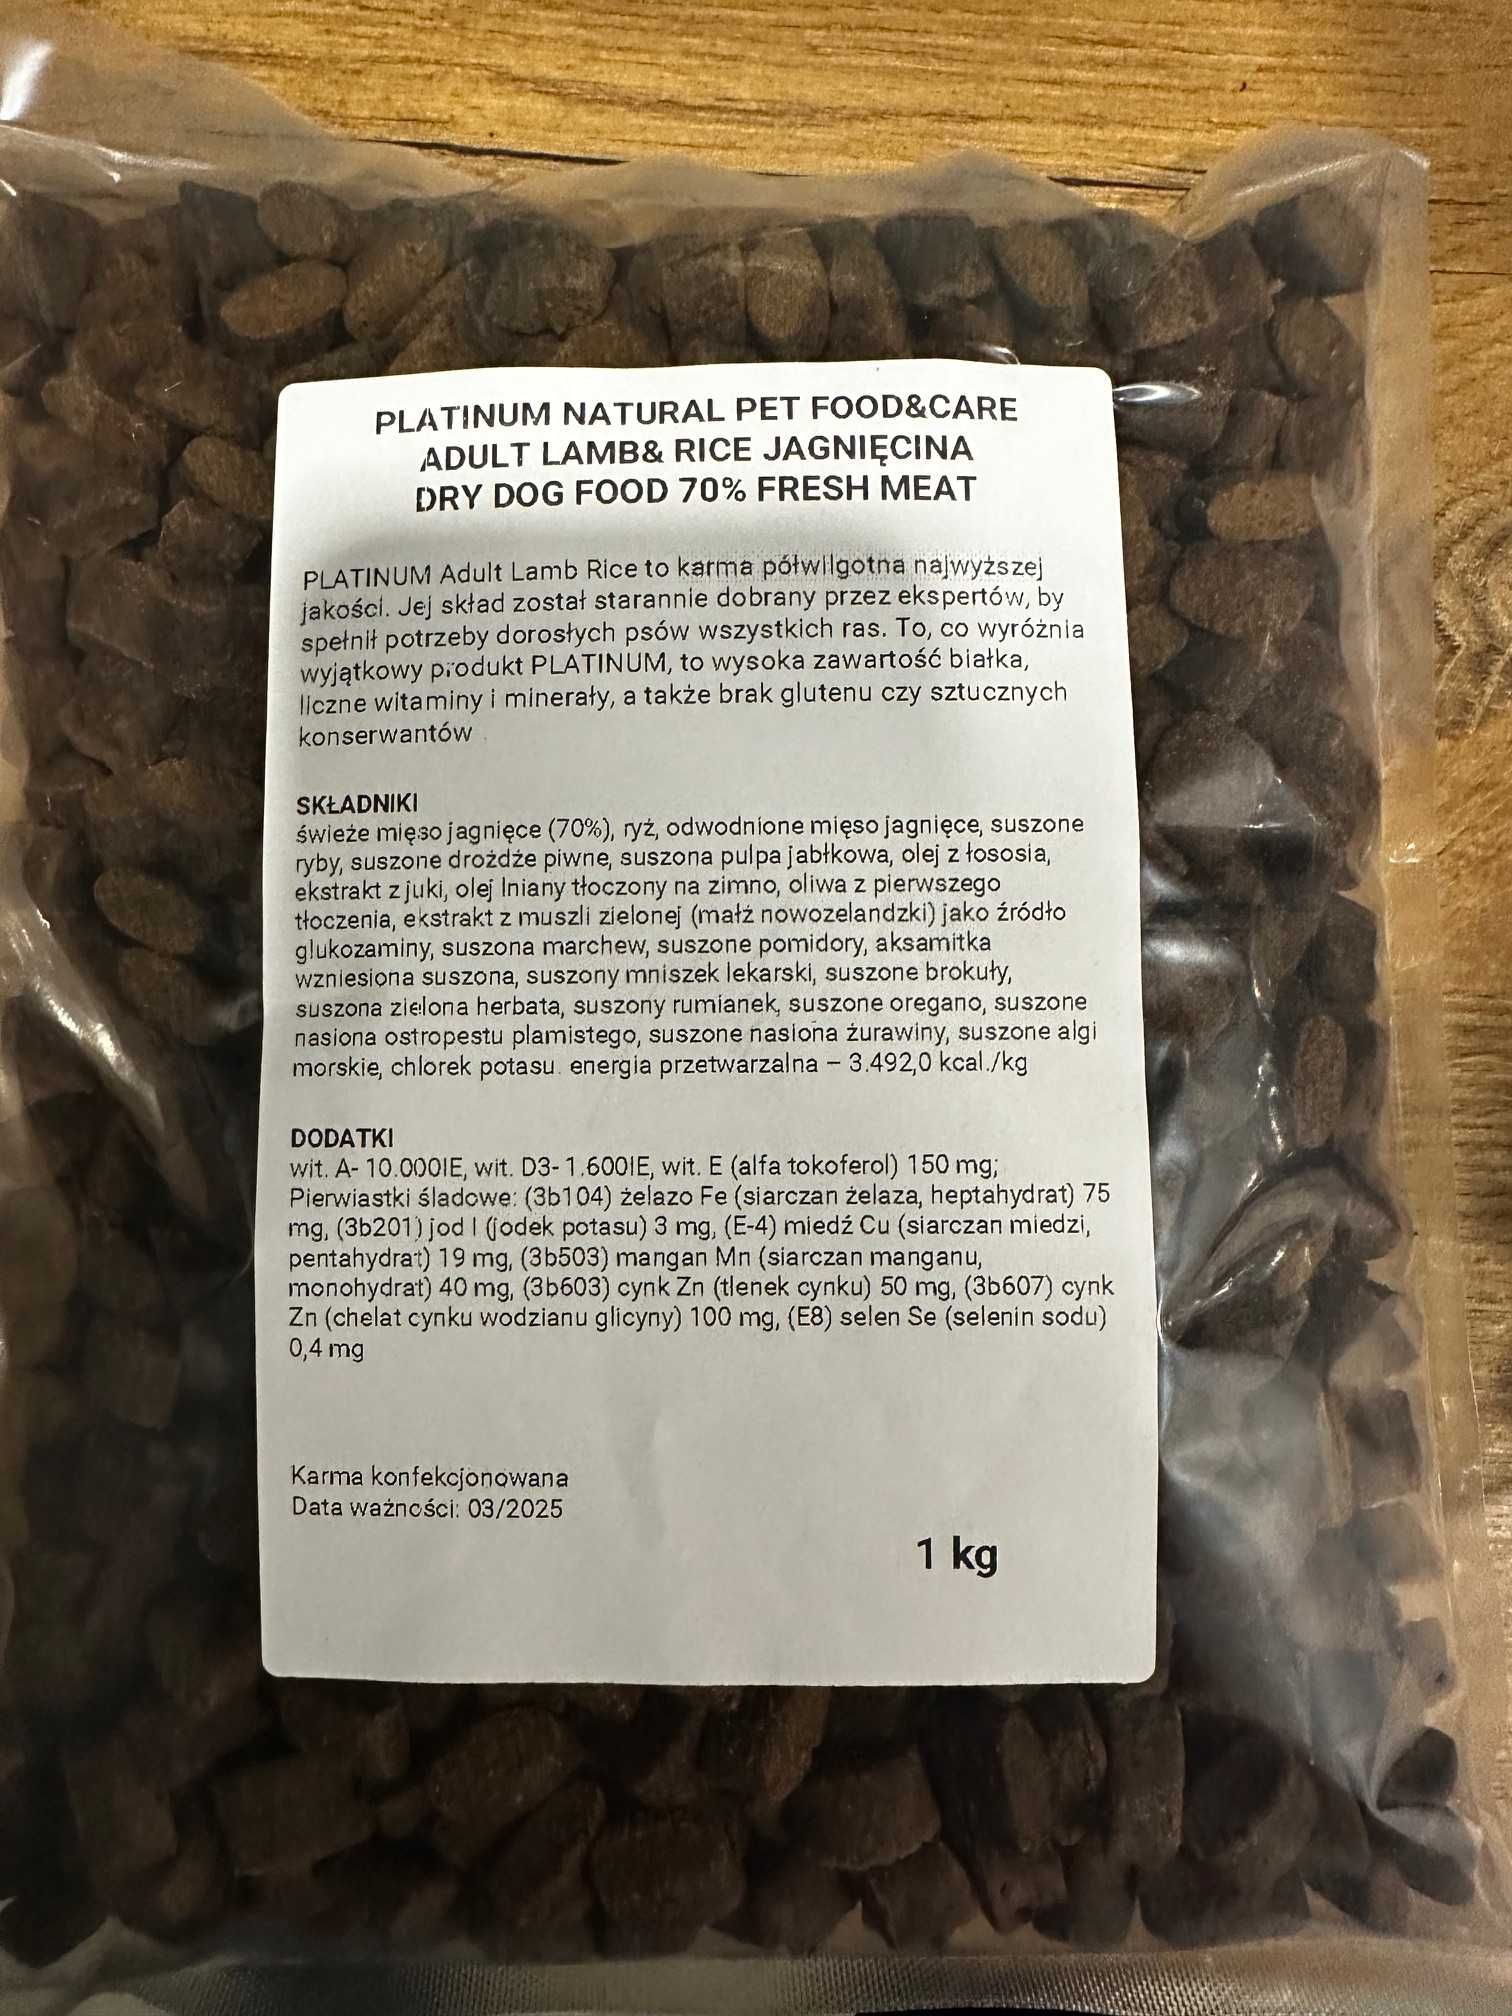 PLATINUM NATURAL PET FOOD&CARE
ADULT LAMB& RICE JAGNIĘCINA
DRY DOG FOOD 70% FRESH MEAT
PLATINUM Adult Lamb Rice to karma półwilgotna najwyższej
jakości. Jej skład został starannie dobrany przez ekspertów, by
spełnił potrzeby dorosłych psów wszystkich ras. To, co wyróżnia
wyjątkowy produkt PLATINUM, to wysoka zawartość białka,
liczne witaminy i minerały, a także brak glutenu czy sztucznych
konserwantów .
SKŁADNIKI
świeże mięso jagnięce (70%), ryż, odwodnione mięso jagnięce, suszone
ryby, suszone drożdże piwne, suszona pulpa jabłkowa, olej z łososia,
ekstrakt z juki, olej lniany tłoczony na zimno, oliwa z pierwszego
tłoczenia, ekstrakt z muszli zielonej (małż nowozelandzki) jako źródło
glukozaminy, suszona marchew, suszone pomidory, aksamitka
wzniesiona suszona, suszony mniszek lekarski, suszone brokuły,
suszona zielona herbata, suszony rumianek, suszone oregano, suszone
nasiona ostropestu plamistego, suszone nasiona żurawiny, suszone algi
morskie, chlorek potasu. energia przetwarzalna – 3.492,0 kcal./kg
DODATKI
wit. A- 10.000IE, wit. D3- 1.600IE, wit. E (alfa tokoferol) 150 mg;
Pierwiastki śladowe: (3b104) żelazo Fe (siarczan żelaza, heptahydrat) 75
mg, (3b201) jod I (jodek potasu) 3 mg, (E-4) miedź Cu (siarczan miedzi,
pentahydrat) 19 mg, (3b503) mangan Mn (siarczan manganu,
monohydrat) 40 mg, (3b603) cynk Zn (tlenek cynku) 50 mg, (3b607) cynk
Zn (chelat cynku wodzianu glicyny) 100 mg, (E8) selen Se (selenin sodu)
0,4 mg
Karma konfekcjonowana
Data ważności: 03/2025
1 kg